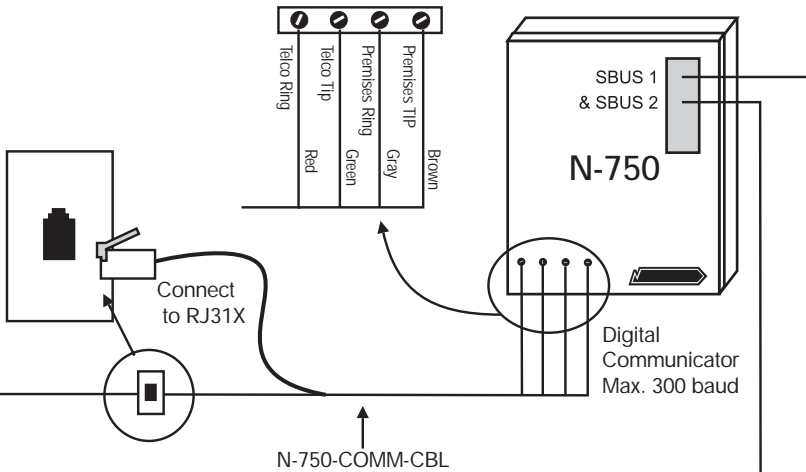 Telco Ring
Telco Tip
Premises Ring
Premises TIP
Red
Green
Gray
Brown
SBUS 1
& SBUS 2
N-750
Connect
to RJ31X
Digital
Communicator
Max. 300 baud
N-750-COMM-CBL